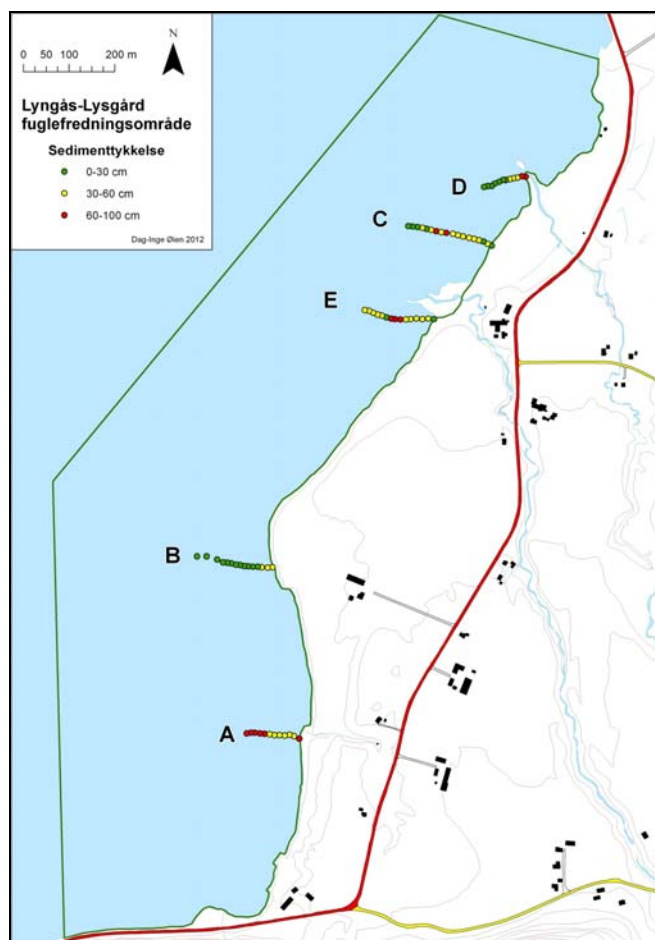 N
0 50 100 200 m
Lyngås-Lysgård
fuglefredningsområde
Sedimenttykkelse
0-30 cm
30-60 cm
60-100 cm
Dag-Inge Øien 2012
D
C
E
B
A